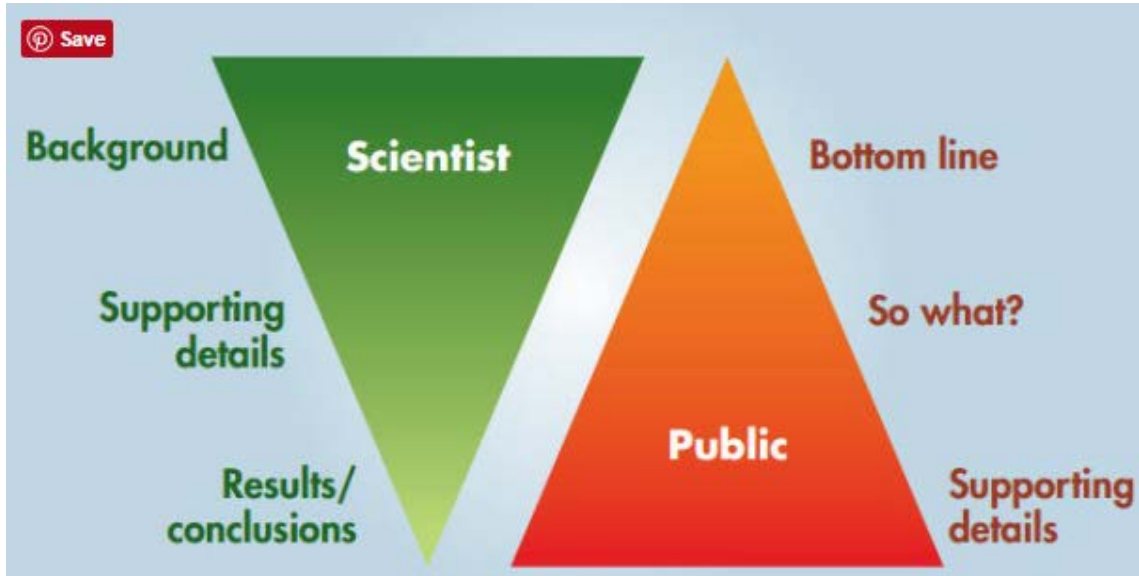 Save
Background
Scientist
Bottom line
Supporting
details
So what?
Public
Results/
conclusions
Supporting
details